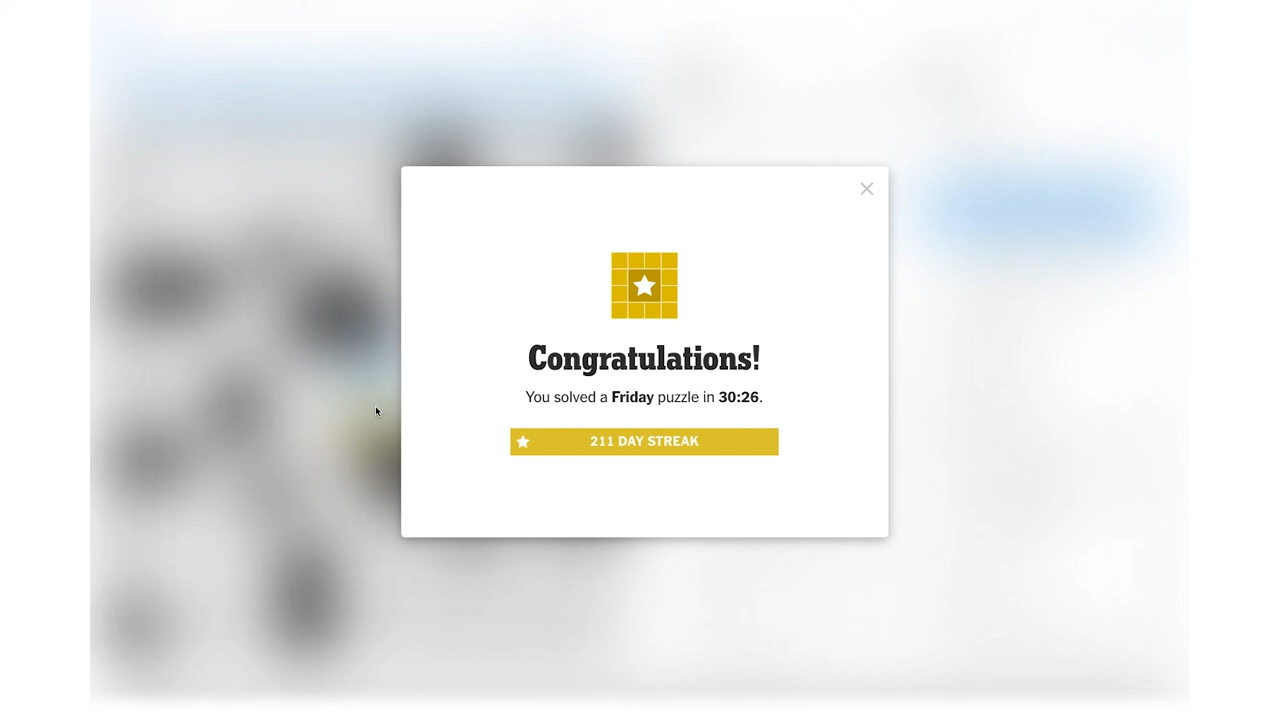 Congratulations!
You solved a Friday puzzle in 30:26.
211 DAY STREAK